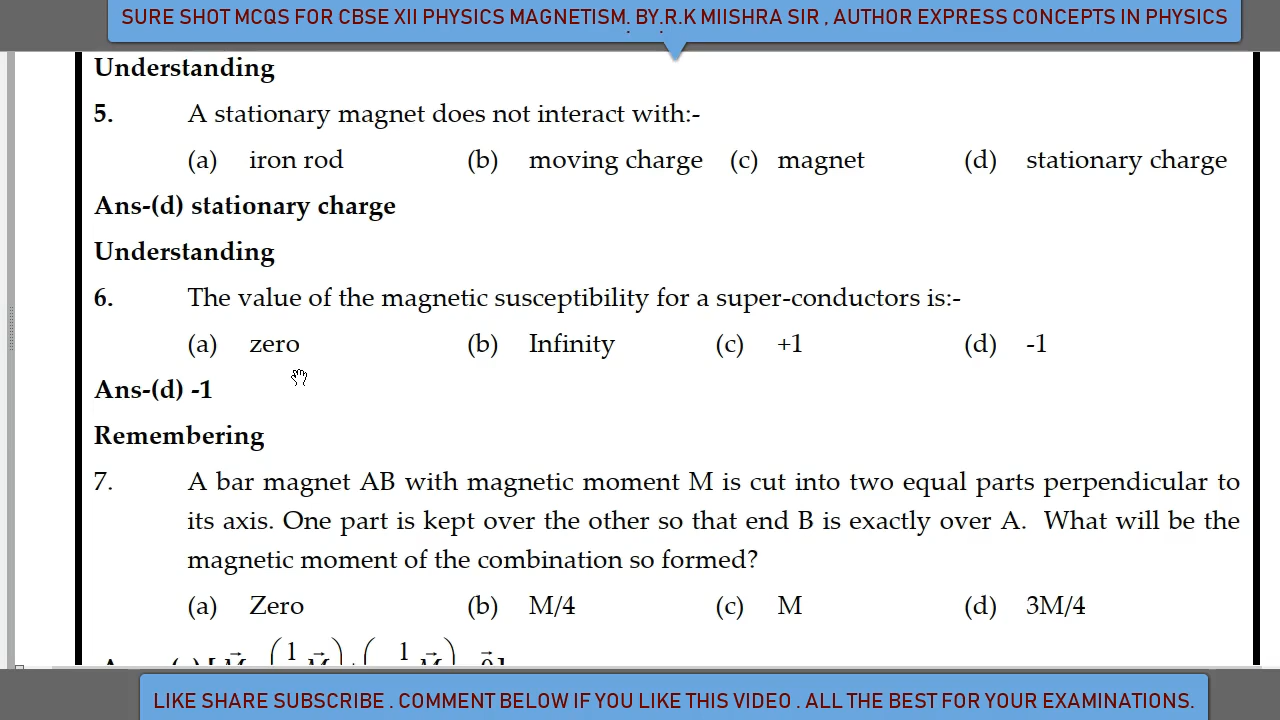 SURE SHOT MCQS FOR CBSE XII PHYSICS MAGNETISM. BY.R.K MIISHRA SIR , AUTHOR EXPRESS CONCEPTS IN PHYSICS
Understanding
5. A stationary magnet does not interact with:-
(a) iron rod (b) moving charge (c) magnet (d) stationary charge
Ans-(d) stationary charge
Understanding
6. The value of the magnetic susceptibility for a super-conductors is:-
(a) zero (b) Infinity (c) +1 (d) -1
Ans-(d) -1
Remembering
7. A bar magnet AB with magnetic moment M is cut into two equal parts perpendicular to
its axis. One part is kept over the other so that end B is exactly over A. What will be the
magnetic moment of the combination so formed?
(a) Zero (b) M/4 (c) M (d) 3M/4
LIKE SHARE SUBSCRIBE . COMMENT BELOW IF YOU LIKE THIS VIDEO . ALL THE BEST FOR YOUR EXAMINATIONS.